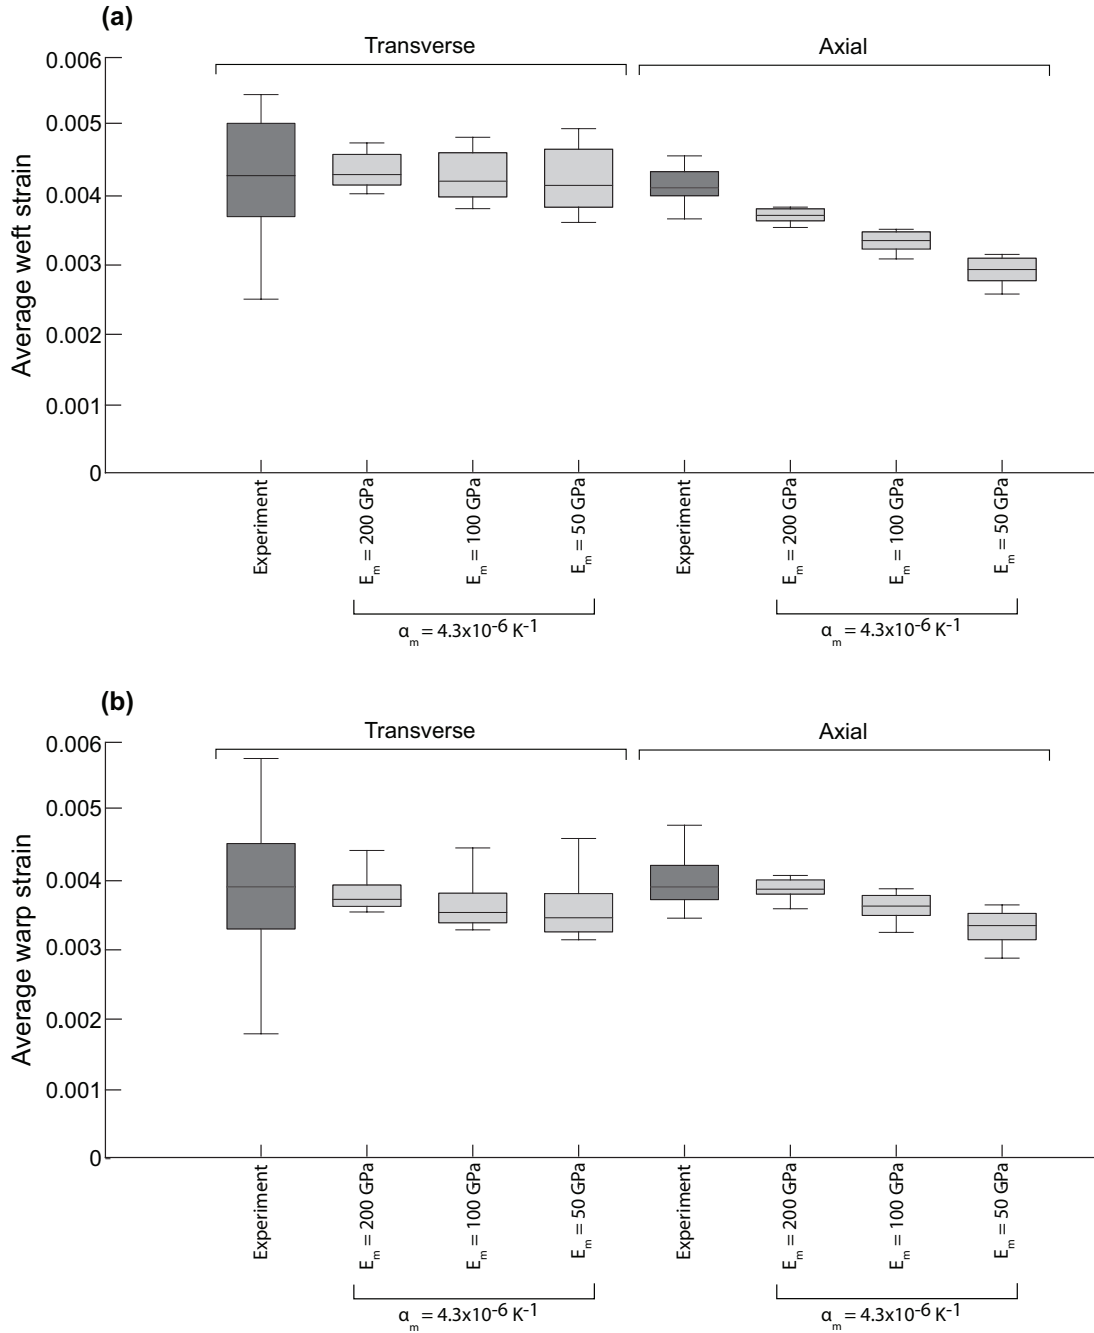 (a)
Transverse
Axial
0.006
0.005
0.004
0.003
0.002
0.001
0
Average weft strain
Experiment
Em = 200 GPa
Em = 100 GPa
Em = 50 GPa
Experiment
Em = 200 GPa
Em = 100 GPa
Em = 50 GPa
αm = 4.3x10-6 K-1
αm = 4.3x10-6 K-1
(b)
Transverse
Axial
0.006
0.005
0.004
0.003
0.002
0.001
0
Average warp strain
Experiment
Em = 200 GPa
Em = 100 GPa
Em = 50 GPa
Experiment
Em = 200 GPa
Em = 100 GPa
Em = 50 GPa
αm = 4.3x10-6 K-1
αm = 4.3x10-6 K-1